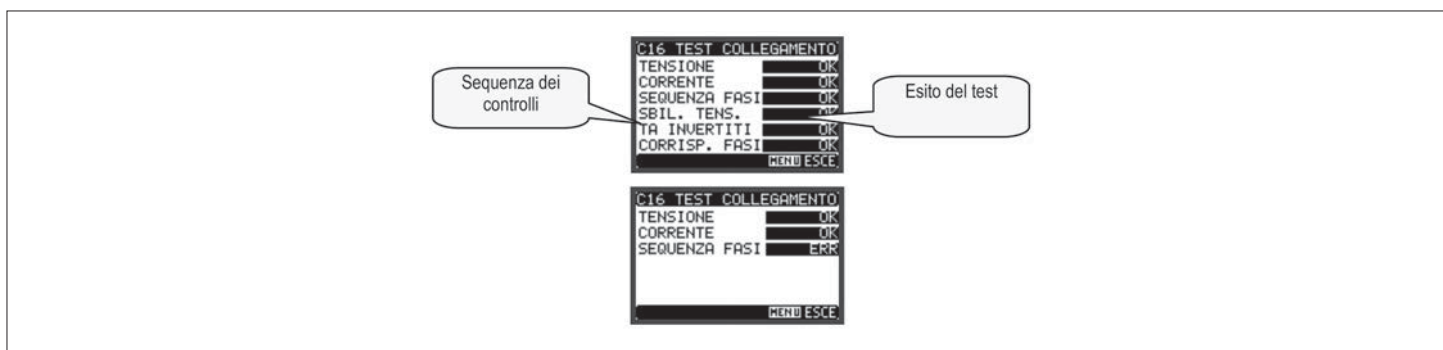 Sequenza dei
controlli
C16 TEST COLLEGAMENTO
TENSIONE OK
CORRENTE OK
SEQUENZA FASI OK
SBIL. TENS. OK
TA INVERTITI OK
CORRISP. FASI OK
MENU ESCE
Esito del test
C16 TEST COLLEGAMENTO
TENSIONE OK
CORRENTE OK
SEQUENZA FASI ERR
MENU ESCE